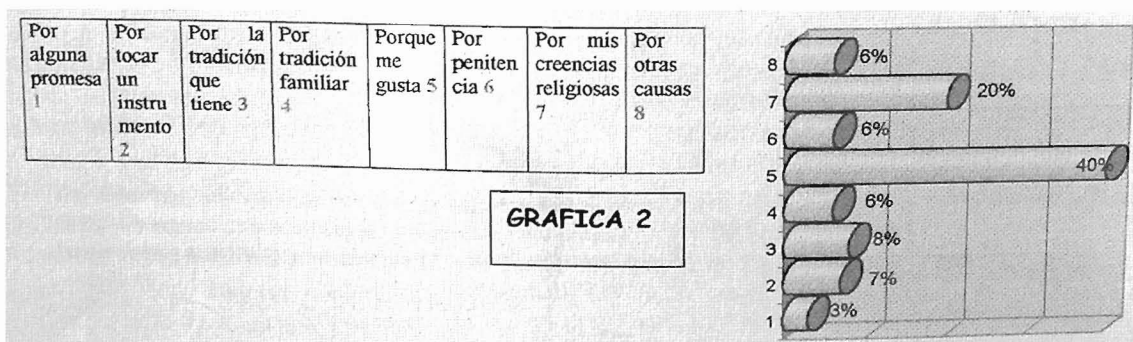 Por alguna promesa 1
Por tocar un instru mento 2
Por la tradición que tiene 3
Por tradición familiar 4
Porque me gusta 5
Por peniten cia 6
Por mis creencias religiosas 7
Por otras causas 8
GRAFICA 2
8 6%
7 20%
6 6%
5 40%
4 6%
3 8%
2 7%
1 3%